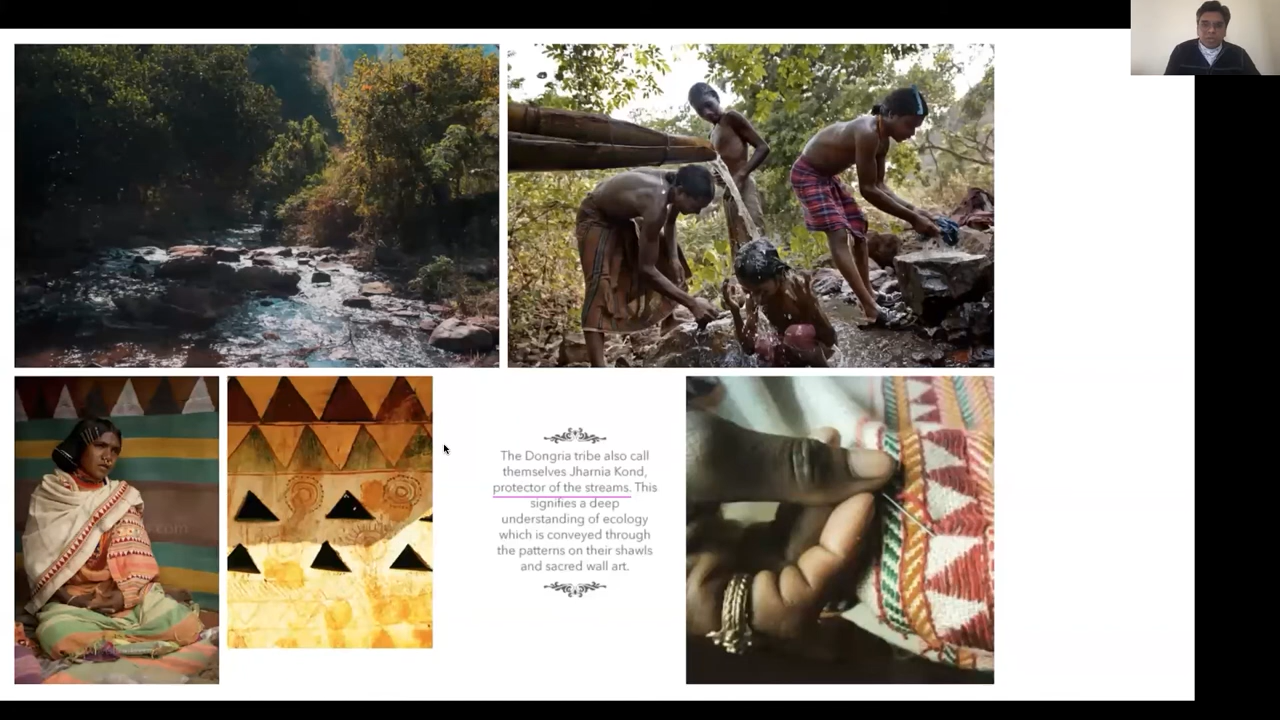 The Dongria tribe also call
themselves Jharnia Kond,
protector of the streams. This
signifies a deep
understanding of ecology
which is conveyed through
the patterns on their shawls
and sacred wall art.